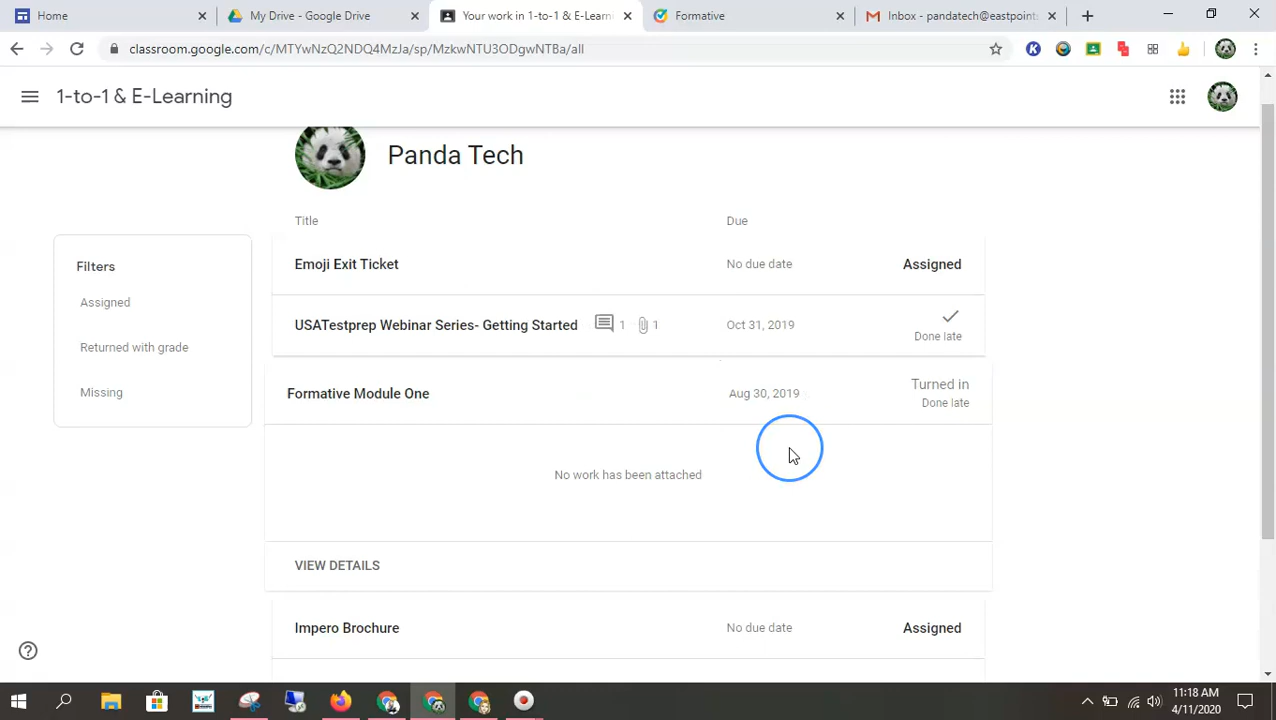 Home
My Drive - Google Drive
Your work in 1-to-1 & E-Learni
Formative
Inbox - pandatech@eastpoints
classroom.google.com/c/MTYwNzQ2NDQ4MzJa/sp/MzkwNTU3ODgwNTBa/all
1-to-1 & E-Learning
Panda Tech
Title Due
Filters
Assigned
Returned with grade
Missing
Emoji Exit Ticket No due date Assigned
USATestprep Webinar Series- Getting Started 1 1 Oct 31, 2019 Done late
Formative Module One Aug 30, 2019 Turned in
Done late
No work has been attached
VIEW DETAILS
Impero Brochure No due date Assigned
11:18 AM
4/11/2020